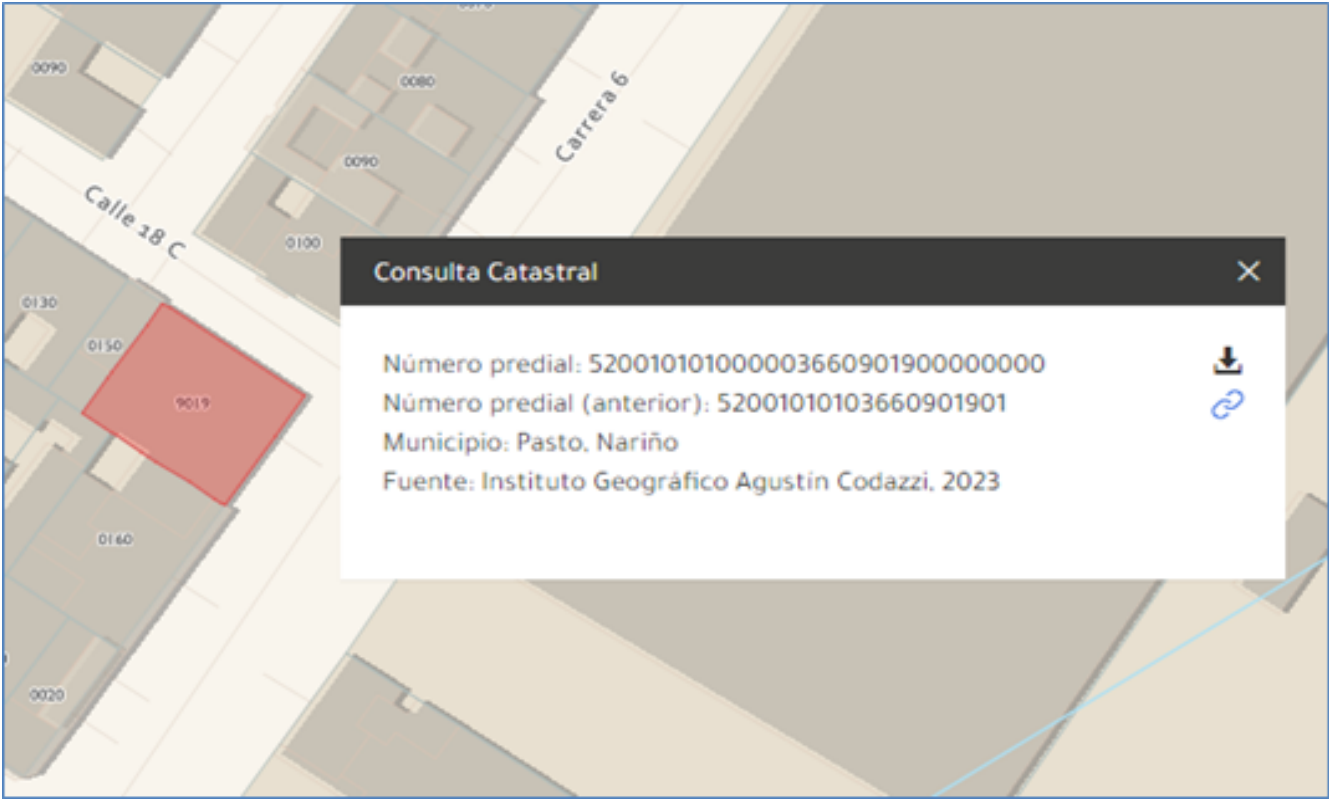 0090
0080
Carrera 6
0090
Calle 18 C
0100
Consulta Catastral
0130
0150
Número predial: 520010101000003660901900000000
9019
Número predial (anterior): 52001010103660901901
Municipio: Pasto, Nariño
Fuente: Instituto Geográfico Agustín Codazzi, 2023
0160
0020